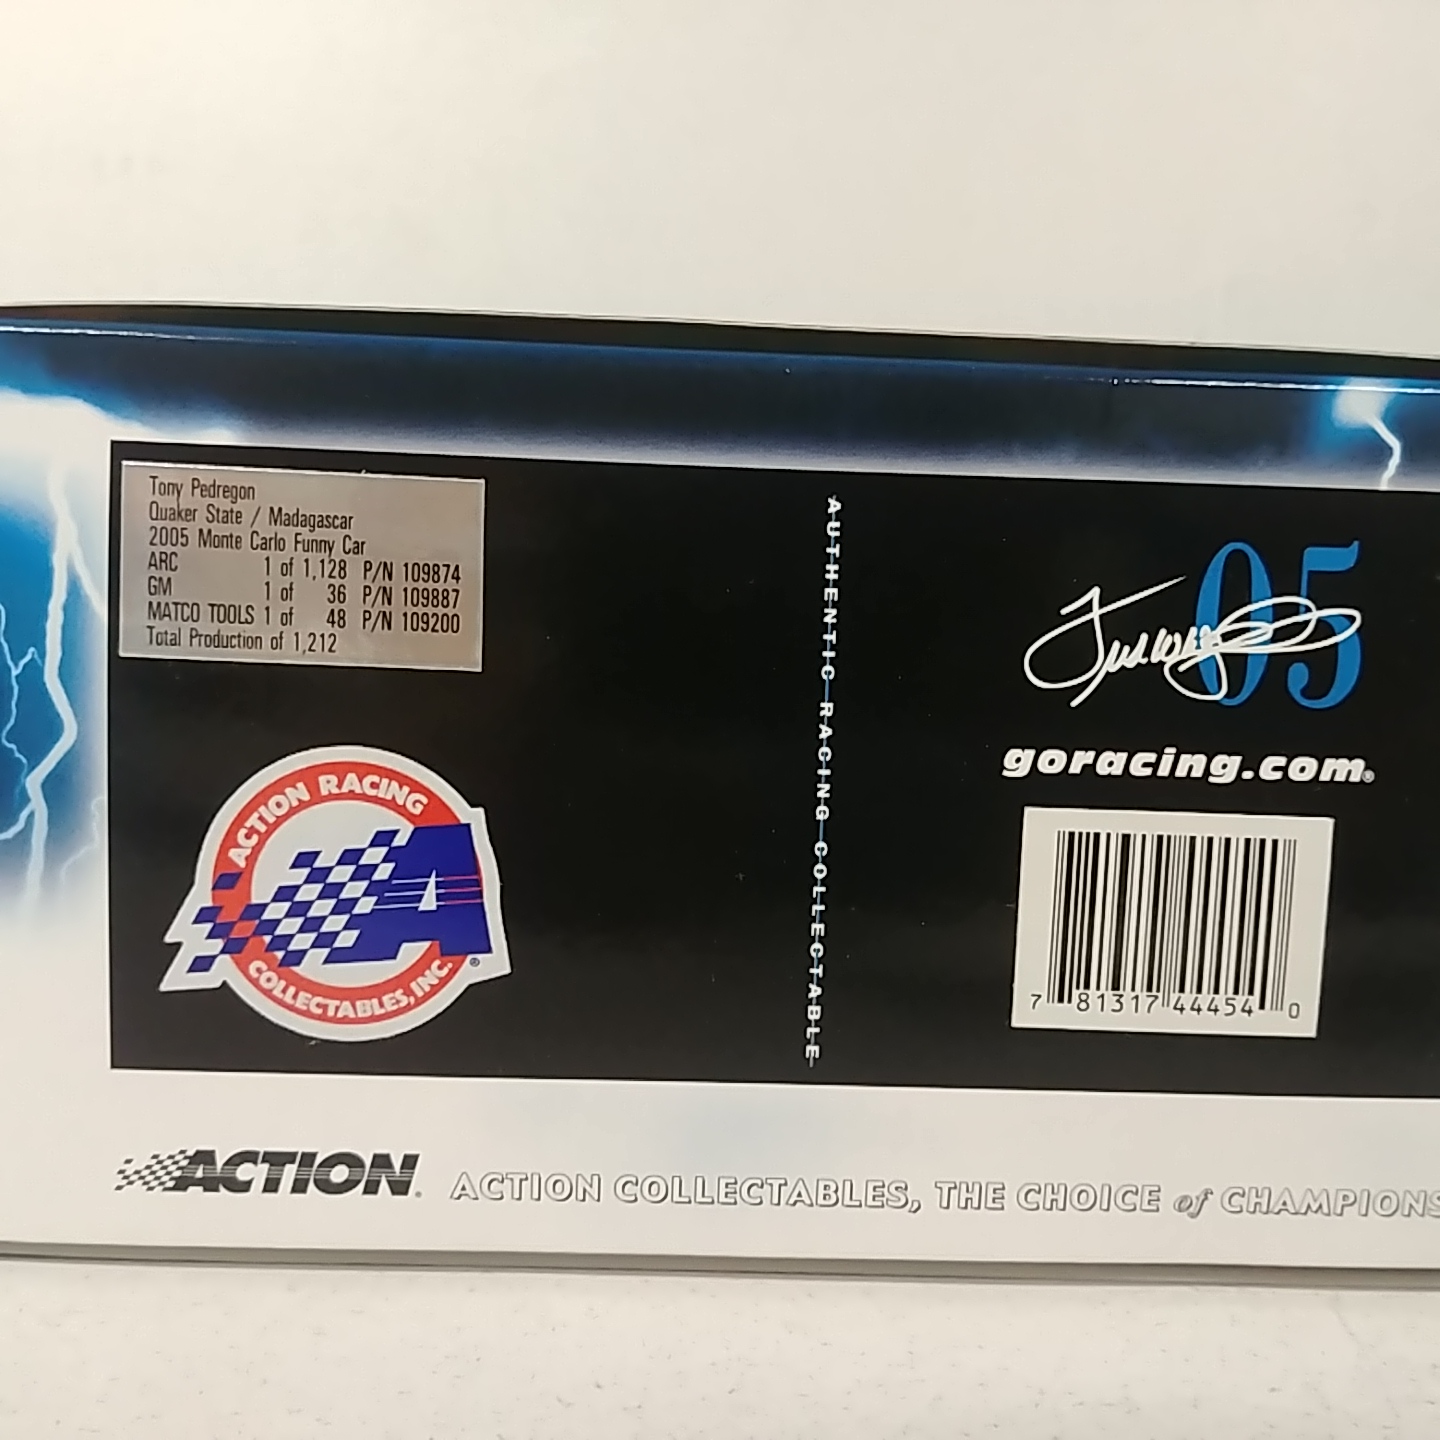 Tony Pedregon
Quaker State / Madagascar
2005 Monte Carlo Funny Car
ARC 1 of 1,128 P/N 109874
GM 1 of 36 P/N 109887
MATCO TOOLS 1 of 48 P/N 109200
Total Production of 1,212
ACTION RACING
A
COLLECTABLES, INC.®
AUTHENTIC RACING COLLECTABLE
05
goracing.com®
7 81317 44454 0
ACTION®
ACTION COLLECTABLES, THE CHOICE of CHAMPIONS